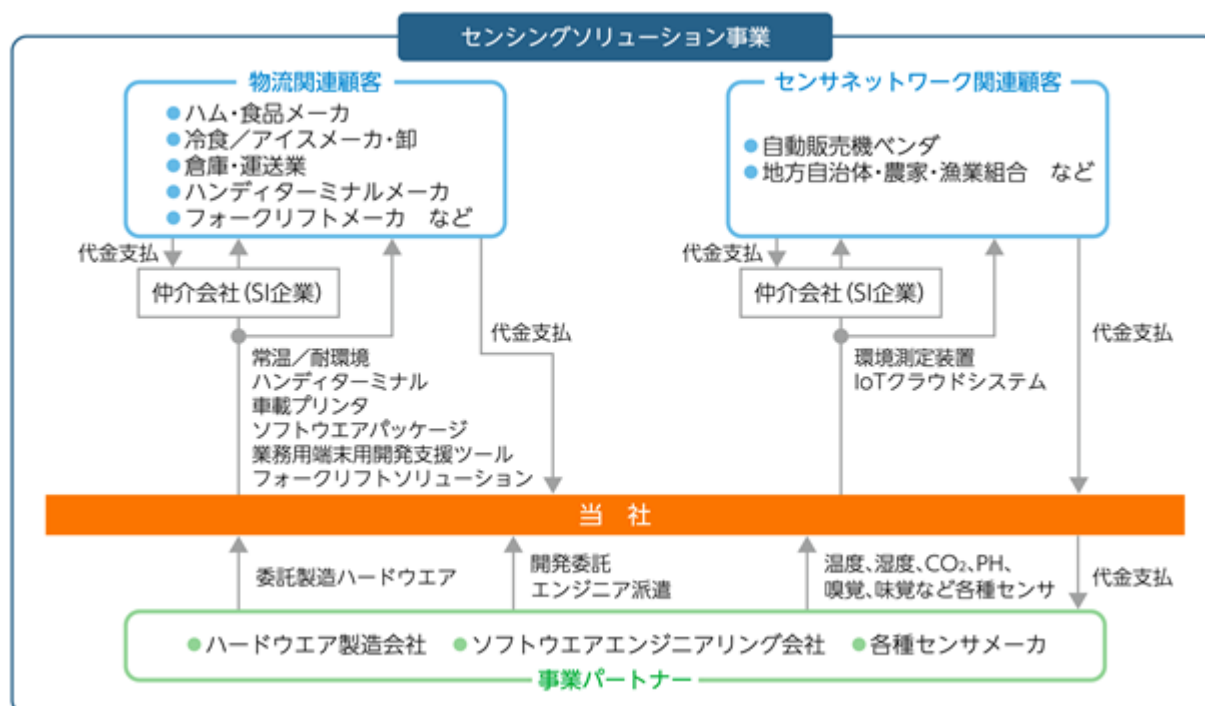 センシングソリューション事業
物流関連顧客
●ハム・食品メーカ
●冷食／アイスメーカ・卸
●倉庫・運送業
●ハンディターミナルメーカ
●フォークリフトメーカ　など
センサネットワーク関連顧客
●自動販売機ベンダ
●地方自治体・農家・漁業組合　など
代金支払
仲介会社(SI企業)
代金支払
常温／耐環境
ハンディターミナル
車載プリンタ
ソフトウエアパッケージ
業務用端末用開発支援ツール
フォークリフトソリューション
代金支払
仲介会社(SI企業)
代金支払
環境測定装置
IoTクラウドシステム
当　社
委託製造ハードウエア
開発委託
エンジニア派遣
温度、湿度、CO₂、PH、
嗅覚、味覚など各種センサ
代金支払
●ハードウエア製造会社　●ソフトウエアエンジニアリング会社　●各種センサメーカ
事業パートナー